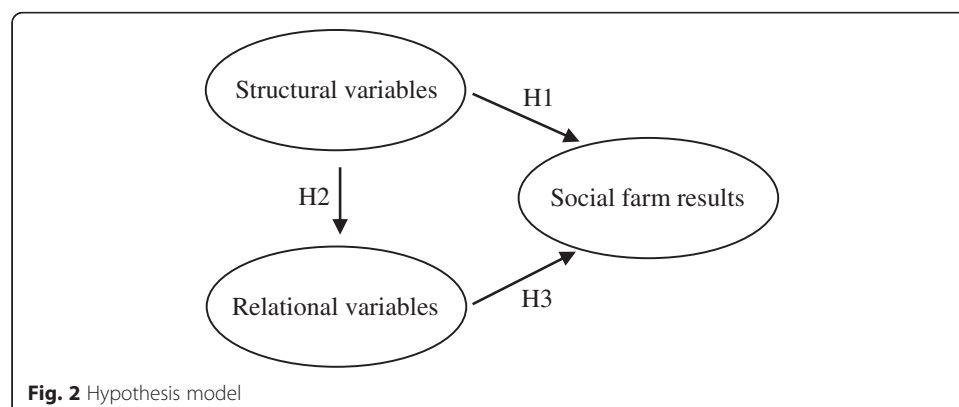 Structural variables
H1
H2
Social farm results
Relational variables
H3
Fig. 2 Hypothesis model